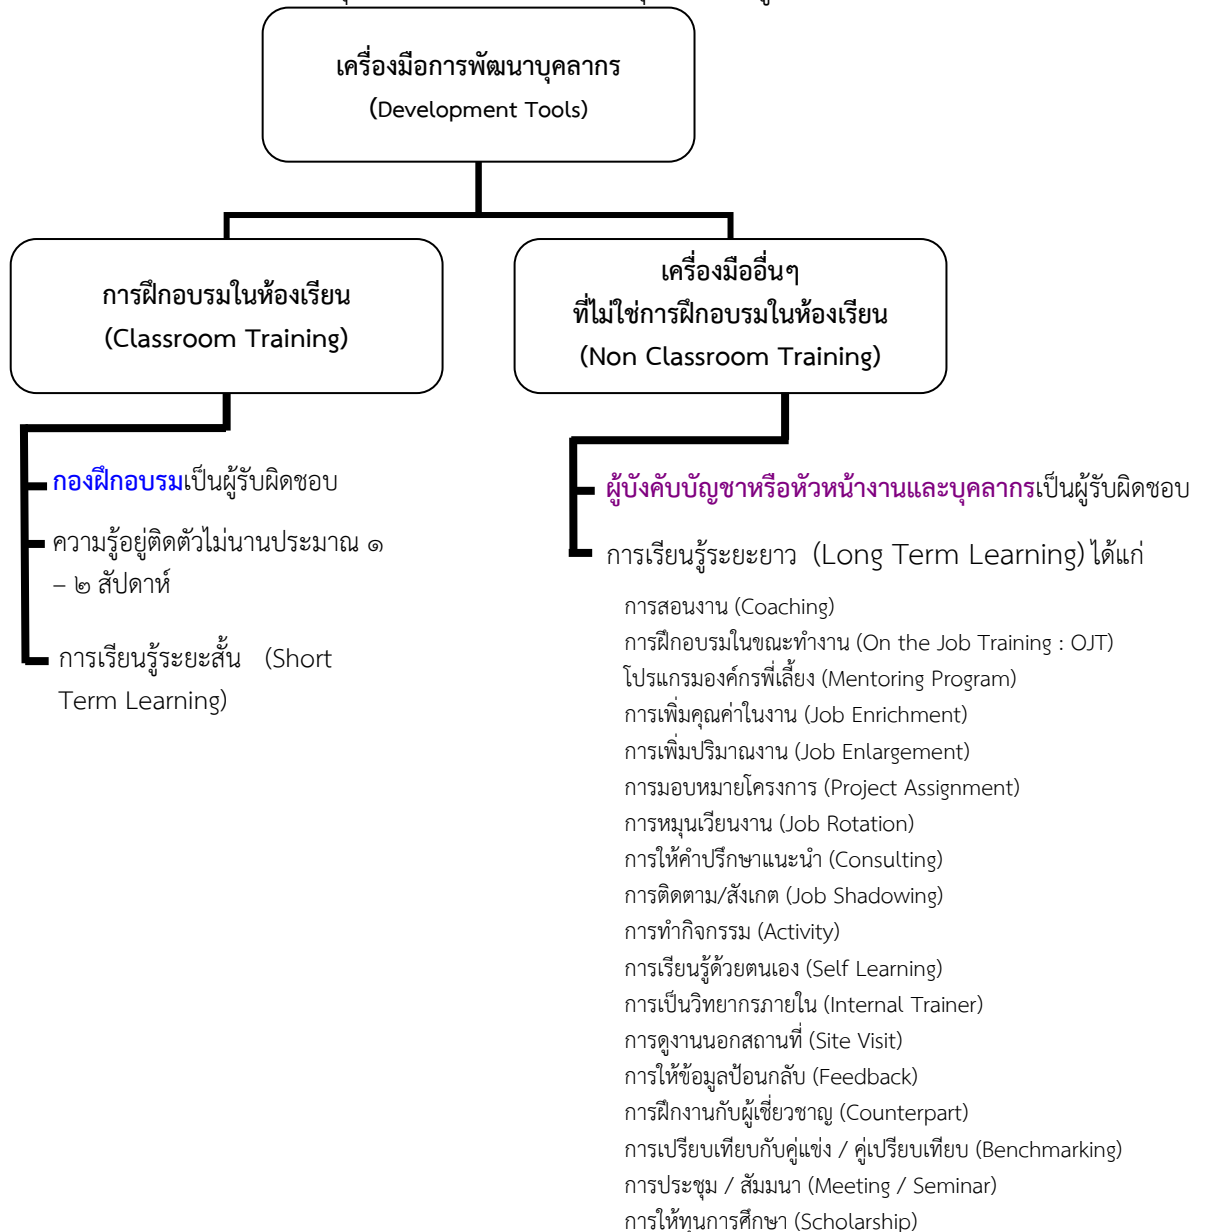 เครื่องมือการพัฒนาบุคลากร
(Development Tools)
การฝึกอบรมในห้องเรียน
(Classroom Training)
เครื่องมืออื่นๆ
ที่ไม่ใช่การฝึกอบรมในห้องเรียน
(Non Classroom Training)
กองฝึกอบรมเป็นผู้รับผิดชอบ
ความรู้อยู่ติดตัวไม่นานประมาณ ๑
– ๒ สัปดาห์
การเรียนรู้ระยะสั้น (Short
Term Learning)
ผู้บังคับบัญชาหรือหัวหน้างานและบุคลากรเป็นผู้รับผิดชอบ
การเรียนรู้ระยะยาว (Long Term Learning) ได้แก่
การสอนงาน (Coaching)
การฝึกอบรมในขณะทำงาน (On the Job Training : OJT)
โปรแกรมองค์กรพี่เลี้ยง (Mentoring Program)
การเพิ่มคุณค่าในงาน (Job Enrichment)
การเพิ่มปริมาณงาน (Job Enlargement)
การมอบหมายโครงการ (Project Assignment)
การหมุนเวียนงาน (Job Rotation)
การให้คำปรึกษาแนะนำ (Consulting)
การติดตาม/สังเกต (Job Shadowing)
การทำกิจกรรม (Activity)
การเรียนรู้ด้วยตนเอง (Self Learning)
การเป็นวิทยากรภายใน (Internal Trainer)
การดูงานนอกสถานที่ (Site Visit)
การให้ข้อมูลป้อนกลับ (Feedback)
การฝึกงานกับผู้เชี่ยวชาญ (Counterpart)
การเปรียบเทียบกับคู่แข่ง / คู่เปรียบเทียบ (Benchmarking)
การประชุม / สัมมนา (Meeting / Seminar)
การให้ทุนการศึกษา (Scholarship)